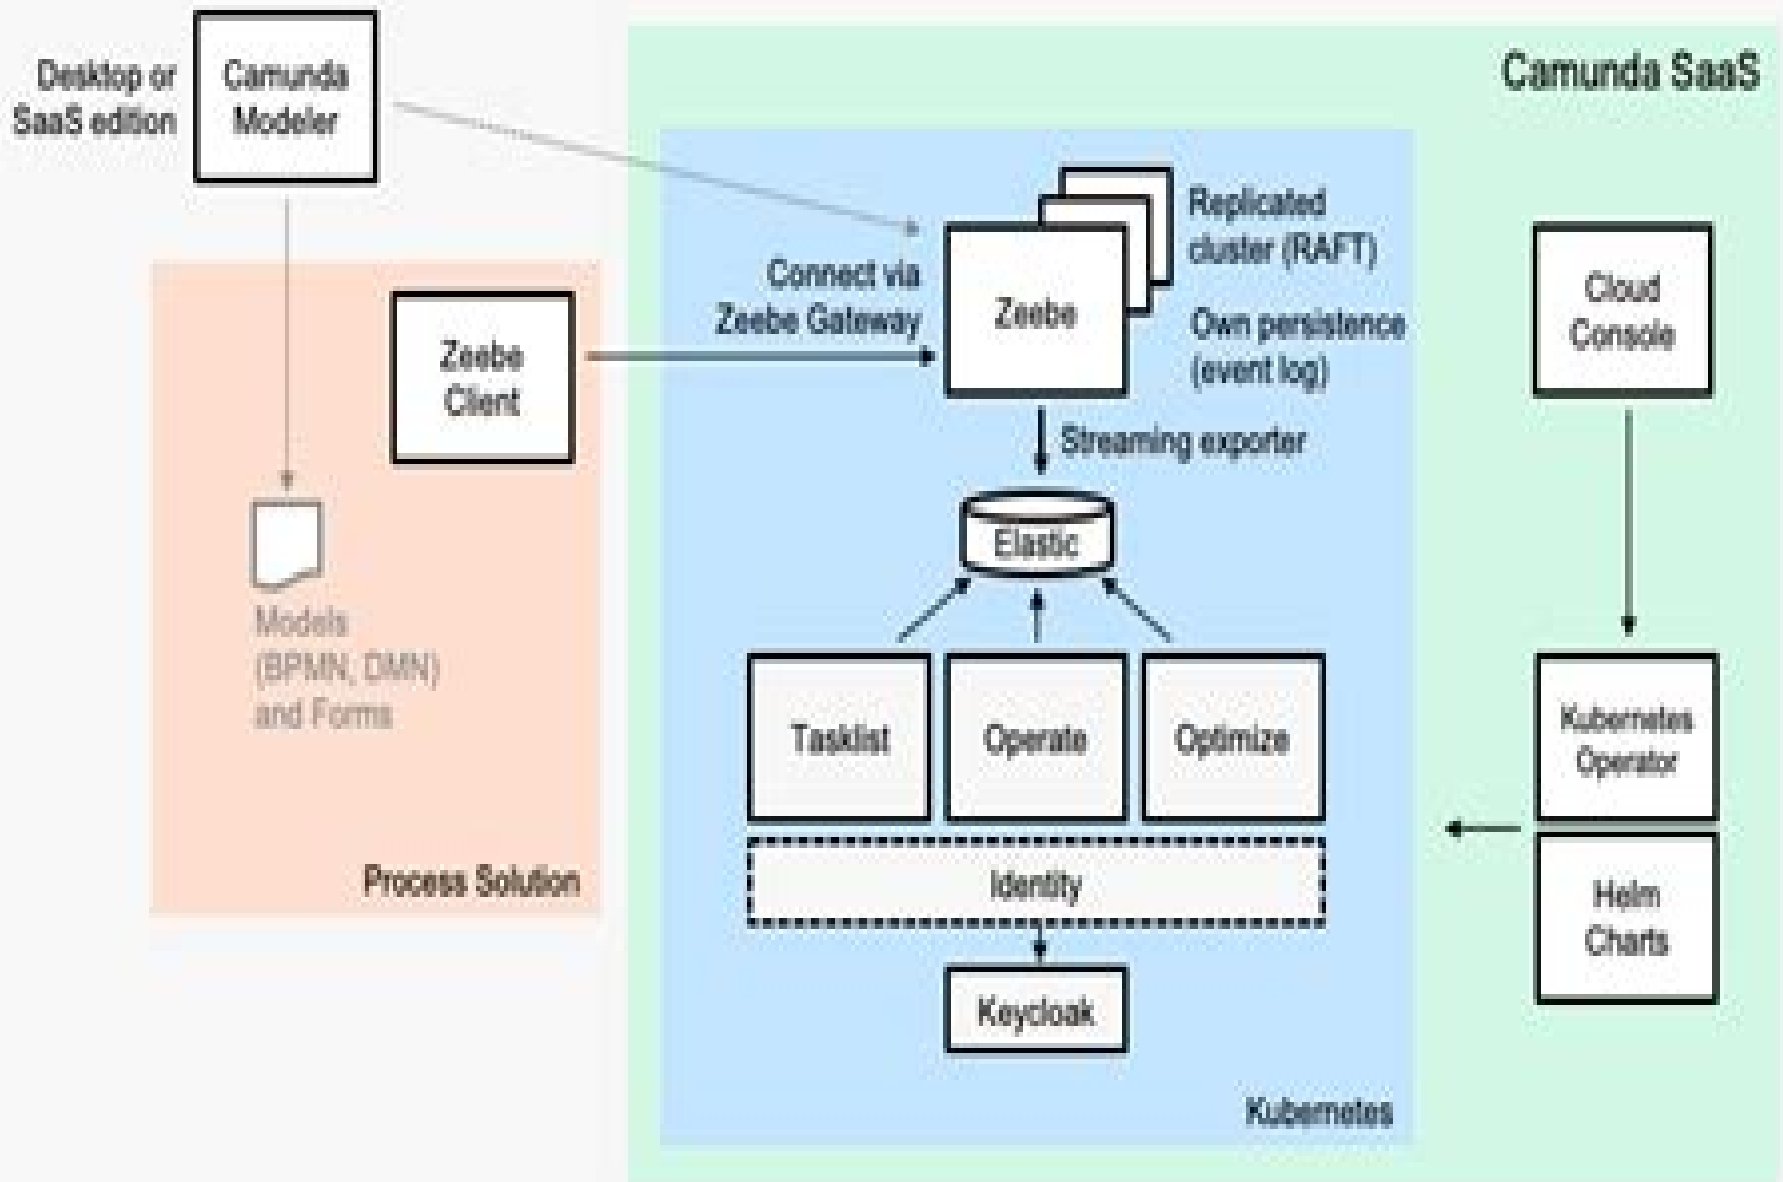 Desktop or
SaaS edition
Camunda
Modeler
Camunda SaaS
Replicated
cluster (RAFT)
Connect via
Zeebe Gateway
Zeebe
Own persistence
(event log)
Cloud
Console
Zeebe
Client
Streaming exporter
Elastic
Models
(BPMN, DMN)
and Forms
Tasklist
Operate
Optimize
Kubernetes
Operator
Process Solution
Identity
Helm
Charts
Keycloak
Kubernetes